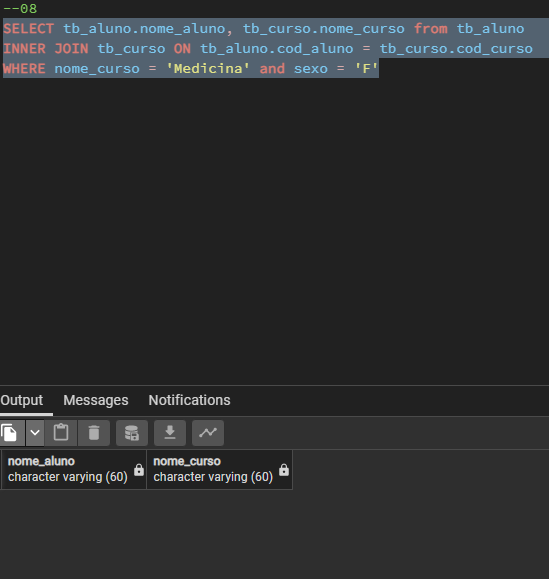 --08
SELECT tb_aluno.nome_aluno, tb_curso.nome_curso from tb_aluno
INNER JOIN tb_curso ON tb_aluno.cod_aluno = tb_curso.cod_curso
WHERE nome_curso = 'Medicina' and sexo = 'F'
Output Messages Notifications
nome_aluno nome_curso
character varying (60) character varying (60)